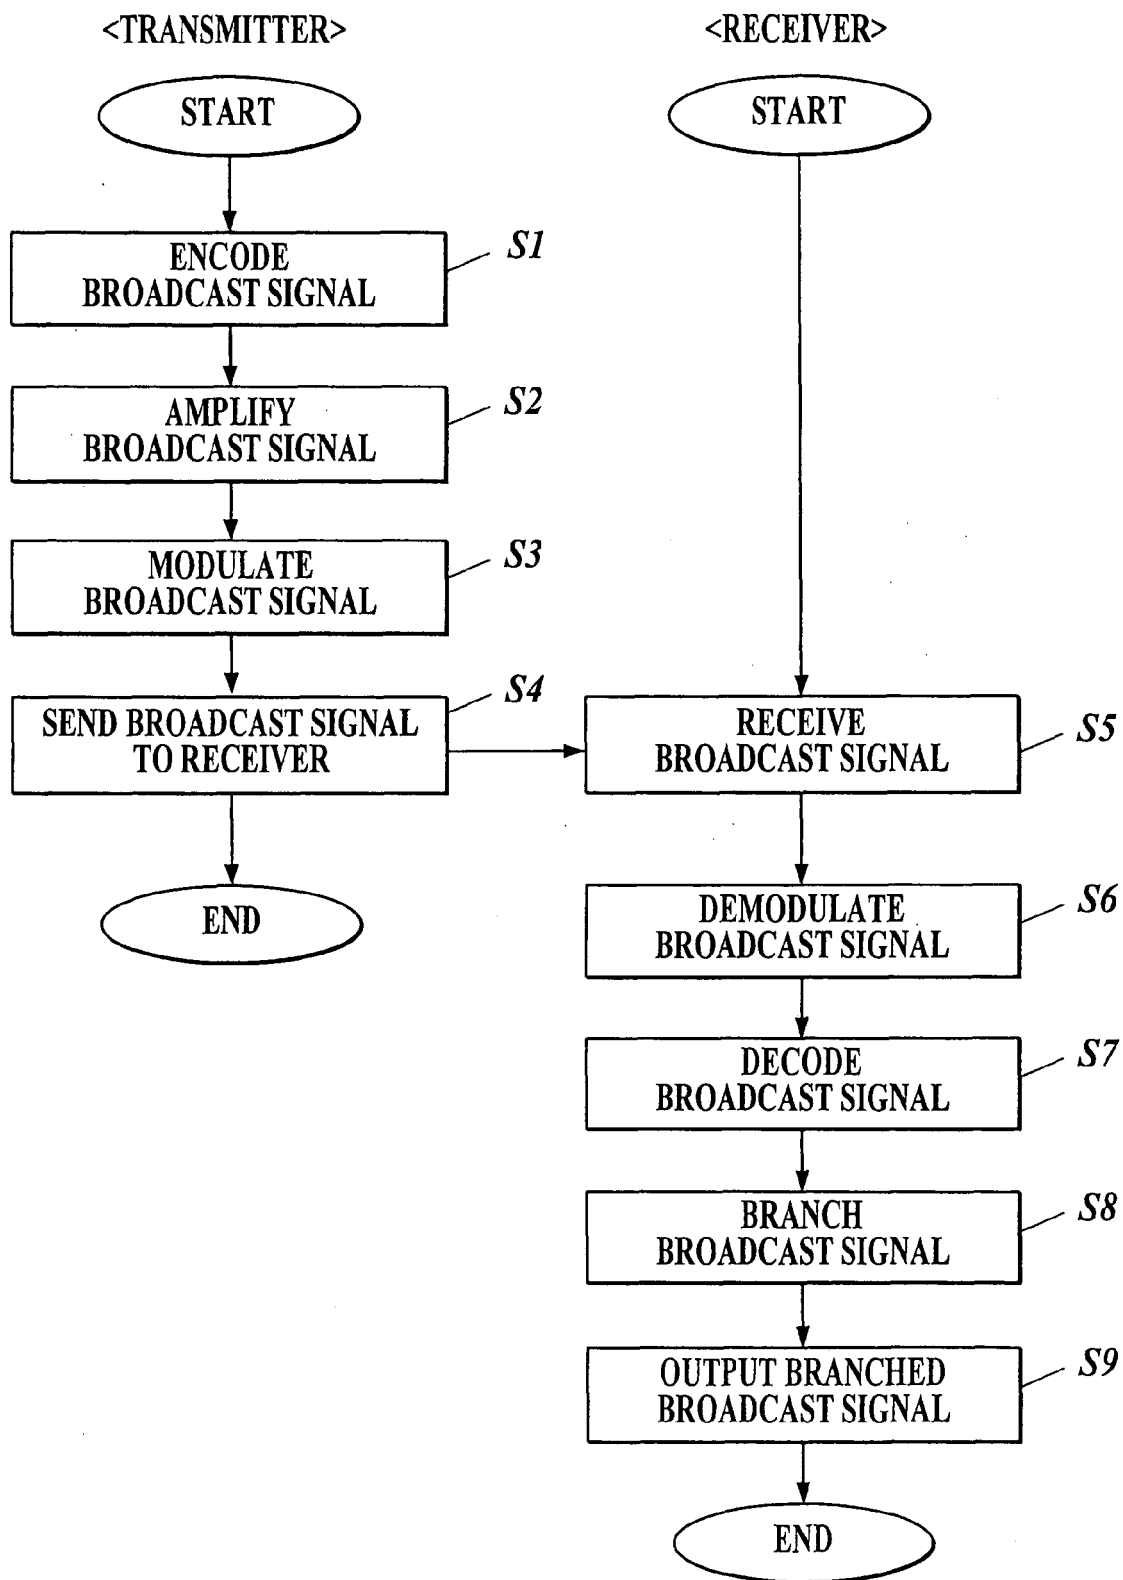 <TRANSMITTER>
START
ENCODE
BROADCAST SIGNAL
S1
AMPLIFY
BROADCAST SIGNAL
S2
MODULATE
BROADCAST SIGNAL
S3
SEND BROADCAST SIGNAL
TO RECEIVER
S4
END
<RECEIVER>
START
RECEIVE
BROADCAST SIGNAL
S5
DEMODULATE
BROADCAST SIGNAL
S6
DECODE
BROADCAST SIGNAL
S7
BRANCH
BROADCAST SIGNAL
S8
OUTPUT BRANCHED
BROADCAST SIGNAL
S9
END